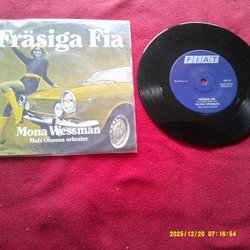 Fräsiga Fia
Mona Wessman
Mats Olssons orkester
FIAT
FRÄSIGA FIA
MONA WESSMAN
2025/12/20 07:16:54